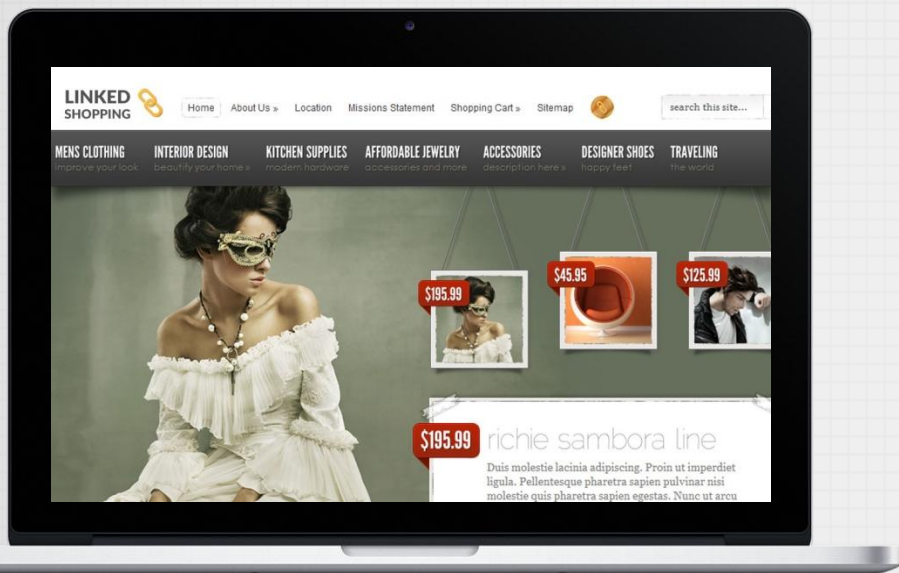 LINKED
SHOPPING
Home About Us » Location Missions Statement Shopping Cart » Sitemap
search this site...
MENS CLOTHING INTERIOR DESIGN KITCHEN SUPPLIES AFFORDABLE JEWELRY ACCESSORIES DESIGNER SHOES TRAVELING
improve your look beautify your home » modern hardware accessories and more description here » happy feet the world
$195.99 $45.95 $125.99
$195.99 richie sambora line
Duis molestie lacinia adipiscing. Proin ut imperdiet
ligula. Pellentesque pharetra sapien pulvinar nisi
molestie quis pharetra sapien egestas. Nunc ut arcu